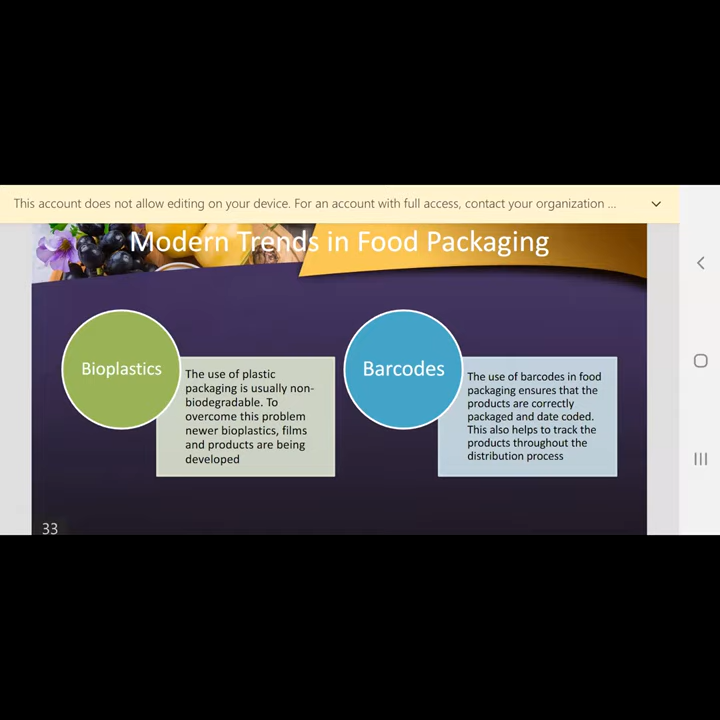 This account does not allow editing on your device. For an account with full access, contact your organization ...
Modern Trends in Food Packaging
Bioplastics
The use of plastic
packaging is usually non-
biodegradable. To
overcome this problem
newer bioplastics, films
and products are being
developed
Barcodes
The use of barcodes in food
packaging ensures that the
products are correctly
packaged and date coded.
This also helps to track the
products throughout the
distribution process
33